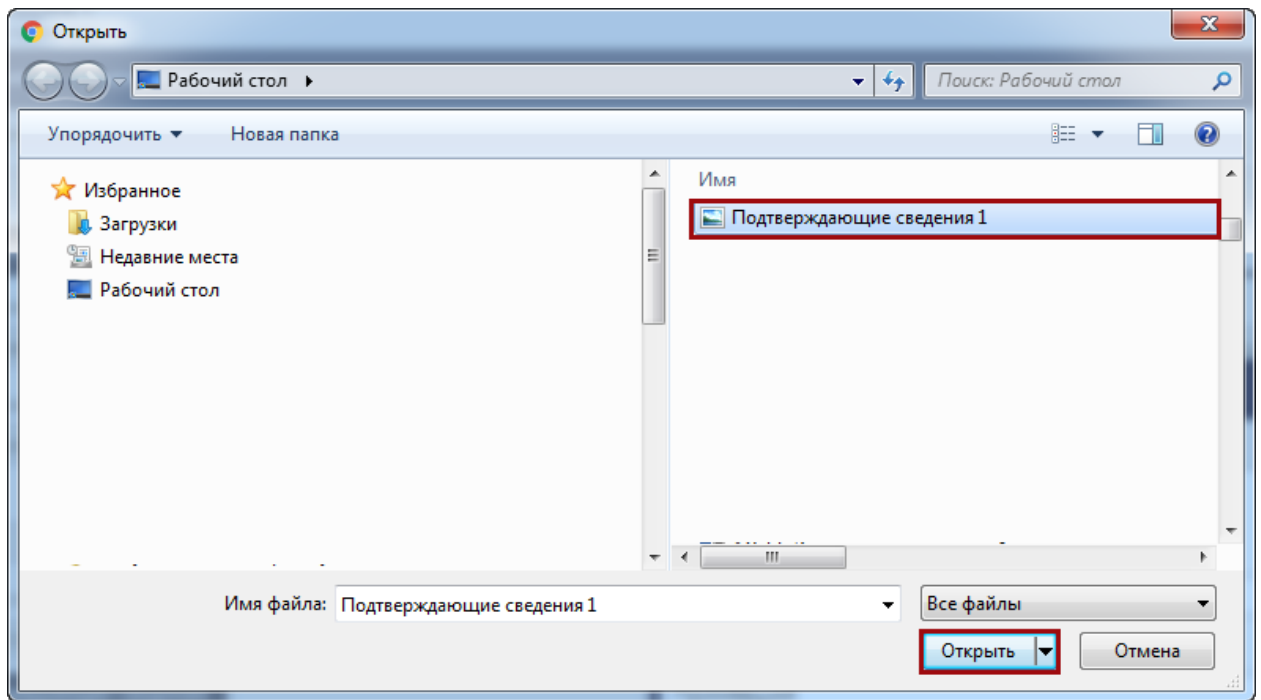 Открыть
Рабочий стол
Поиск: Рабочий стол
Упорядочить Новая папка
Избранное
Загрузки
Недавние места
Рабочий стол
Имя
Подтверждающие сведения 1
Имя файла: Подтверждающие сведения 1 Все файлы
Открыть Отмена